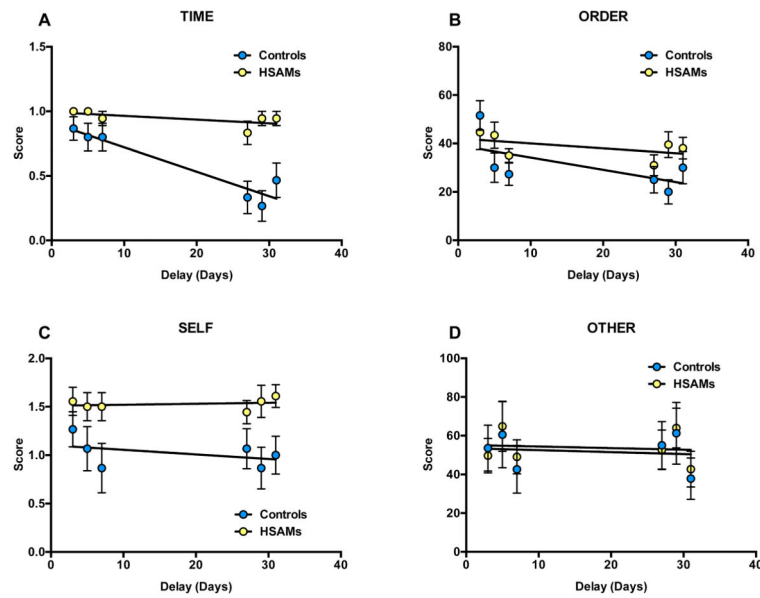 A
TIME
1.5
1.0
0.5
0.0
Score
Controls
HSAMs
0 10 20 30 40
Delay (Days)
B
ORDER
80
60
40
20
0
Score
Controls
HSAMs
0 10 20 30 40
Delay (Days)
C
SELF
2.0
1.5
1.0
0.5
0.0
Score
Controls
HSAMs
0 10 20 30 40
Delay (Days)
D
OTHER
100
80
60
40
20
0
Score
Controls
HSAMs
0 10 20 30 40
Delay (Days)